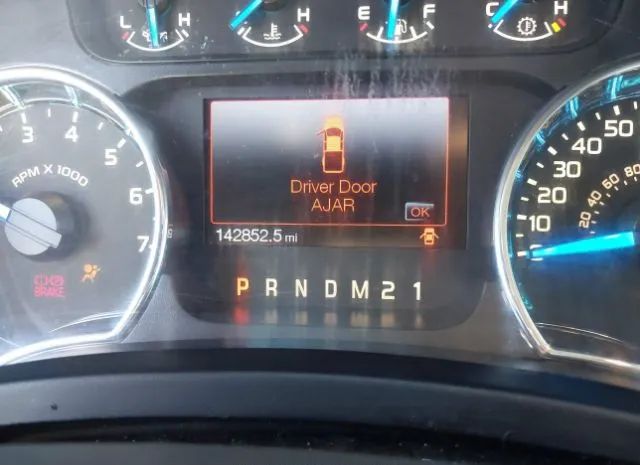 L H H E F C H
3 4 5 6 7
RPM X 1000
BRAKE
Driver Door
AJAR
OK
142852.5 mi
P R N D M 2 1
50 40 30 20 10 0
20 40 60 80